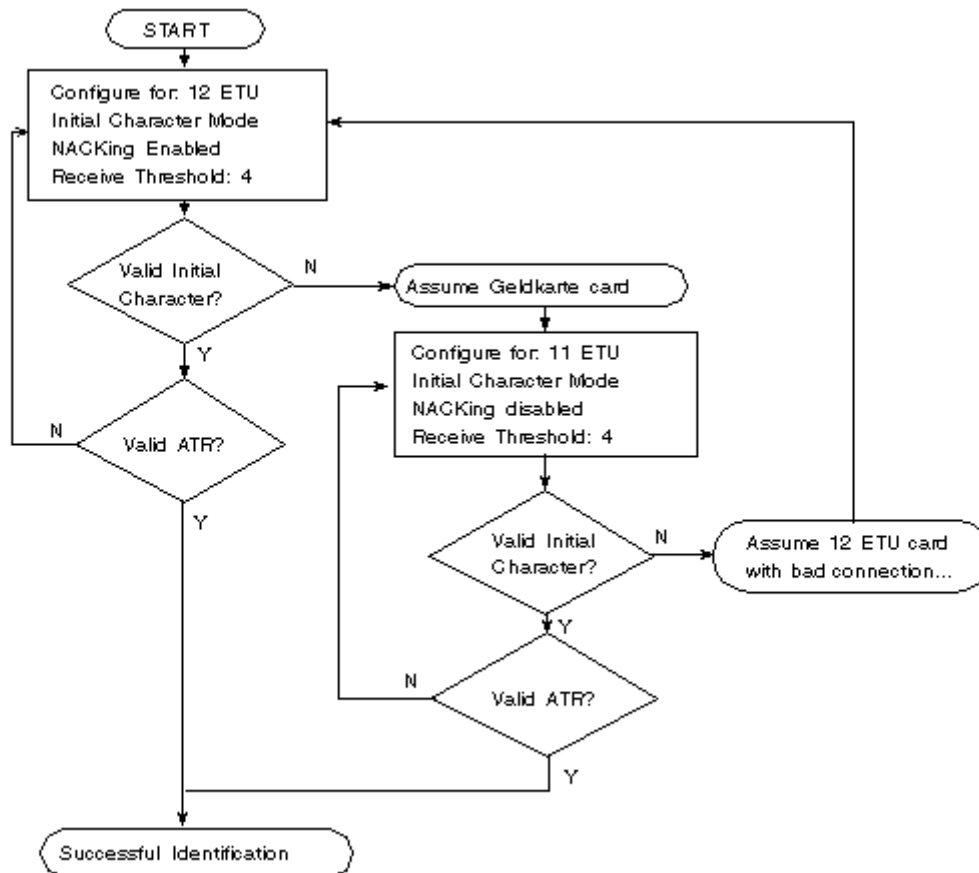 START
Configure for: 12 ETU
Initial Character Mode
NACKing Enabled
Receive Threshold: 4
Valid Initial
Character?
N
Assume Geldkarte card
Y
Configure for: 11 ETU
Initial Character Mode
NACKing disabled
Receive Threshold: 4
N
Valid ATR?
Y
Valid Initial
Character?
N
Assume 12 ETU card
with bad connection...
Y
N
Valid ATR?
Y
Successful Identification